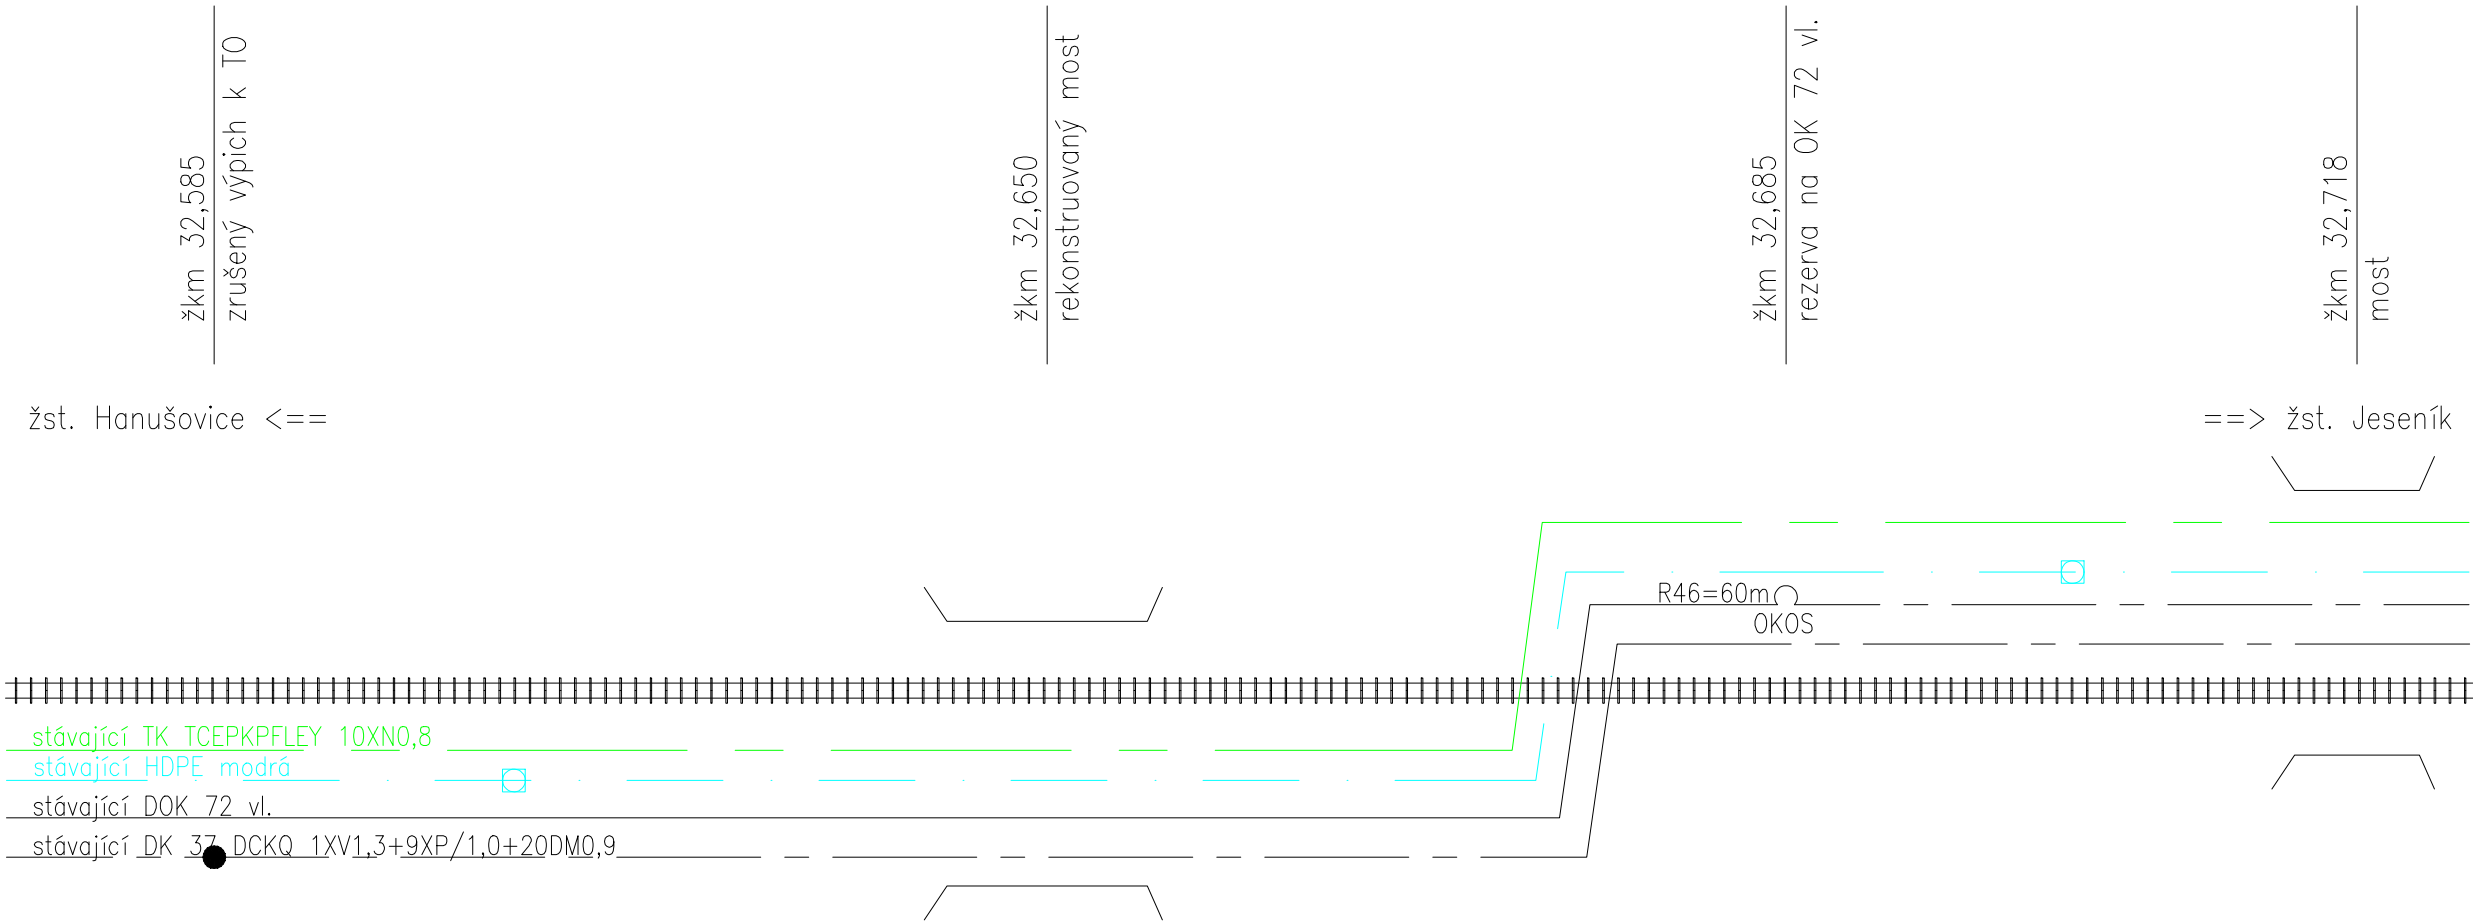 žkm 32,585
zrušený výpich k TO
žkm 32,650
rekonstruovaný most
žkm 32,685
rezerva na OK 72 vl.
žkm 32,718
most
žst. Hanušovice <==
==> žst. Jeseník
R46=60m
OKOS
stávající TK TCEPKPFLEY 10XN0,8
stávající HDPE modrá
stávající DOK 72 vl.
stávající DK 37 DCKQ 1XV1,3+9XP/1,0+20DM0,9